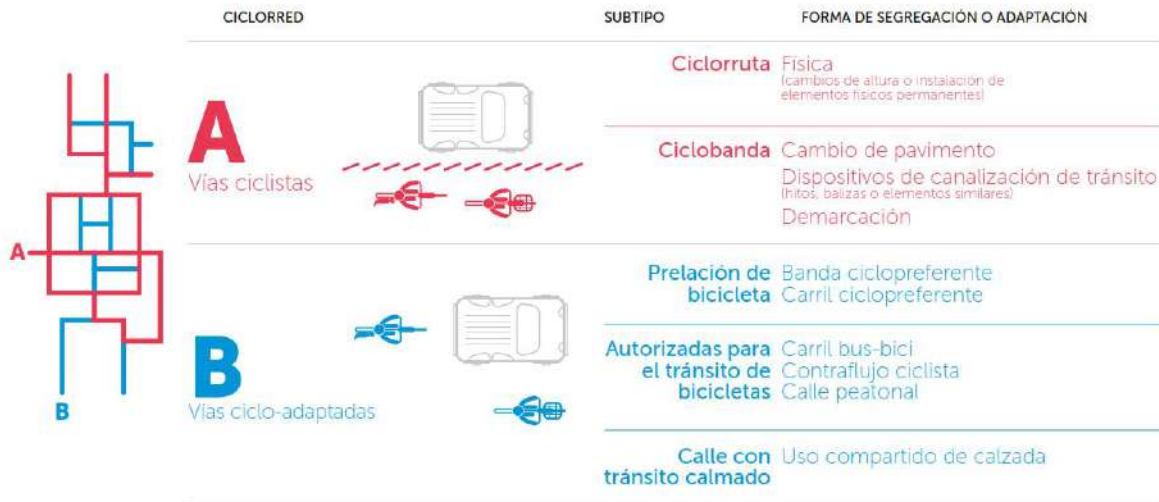 CICLORRED
SUBTIPO
FORMA DE SEGREGACIÓN O ADAPTACIÓN
A
Vías ciclistas
Ciclorruta
Física
(cambios de altura o instalación de
elementos físicos permanentes)
Ciclobanda
Cambio de pavimento
Dispositivos de canalización de tránsito
(hitos, balizas o elementos similares)
Demarcación
A
B
B
Vías ciclo-adaptadas
Prelación de
bicicleta
Banda ciclopreferente
Carril ciclopreferente
Autorizadas para
el tránsito de
bicicletas
Carril bus-bici
Contraflujo ciclista
Calle peatonal
Calle con
tránsito calmado
Uso compartido de calzada